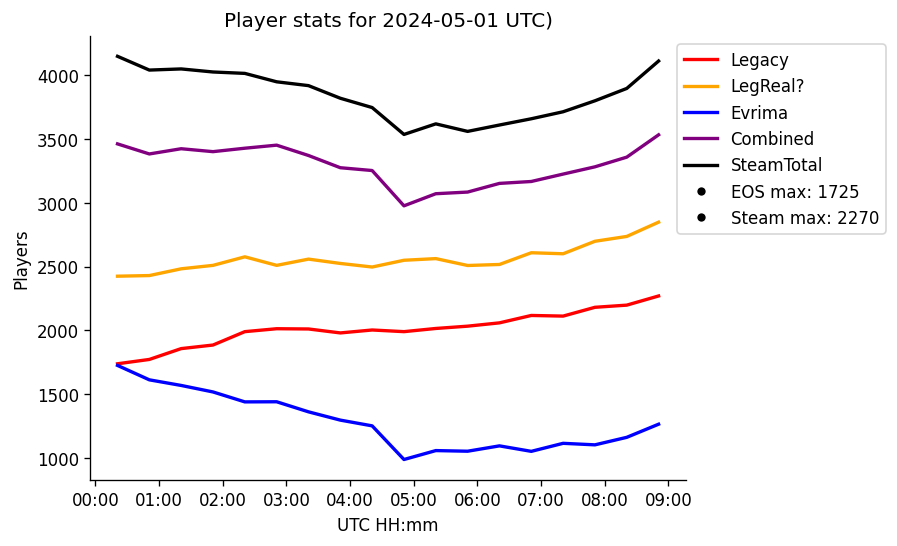 Player stats for 2024-05-01 UTC)
Players
4000
3500
3000
2500
2000
1500
1000
00:00 01:00 02:00 03:00 04:00 05:00 06:00 07:00 08:00 09:00
UTC HH:mm
Legacy
LegReal?
Evrima
Combined
SteamTotal
EOS max: 1725
Steam max: 2270